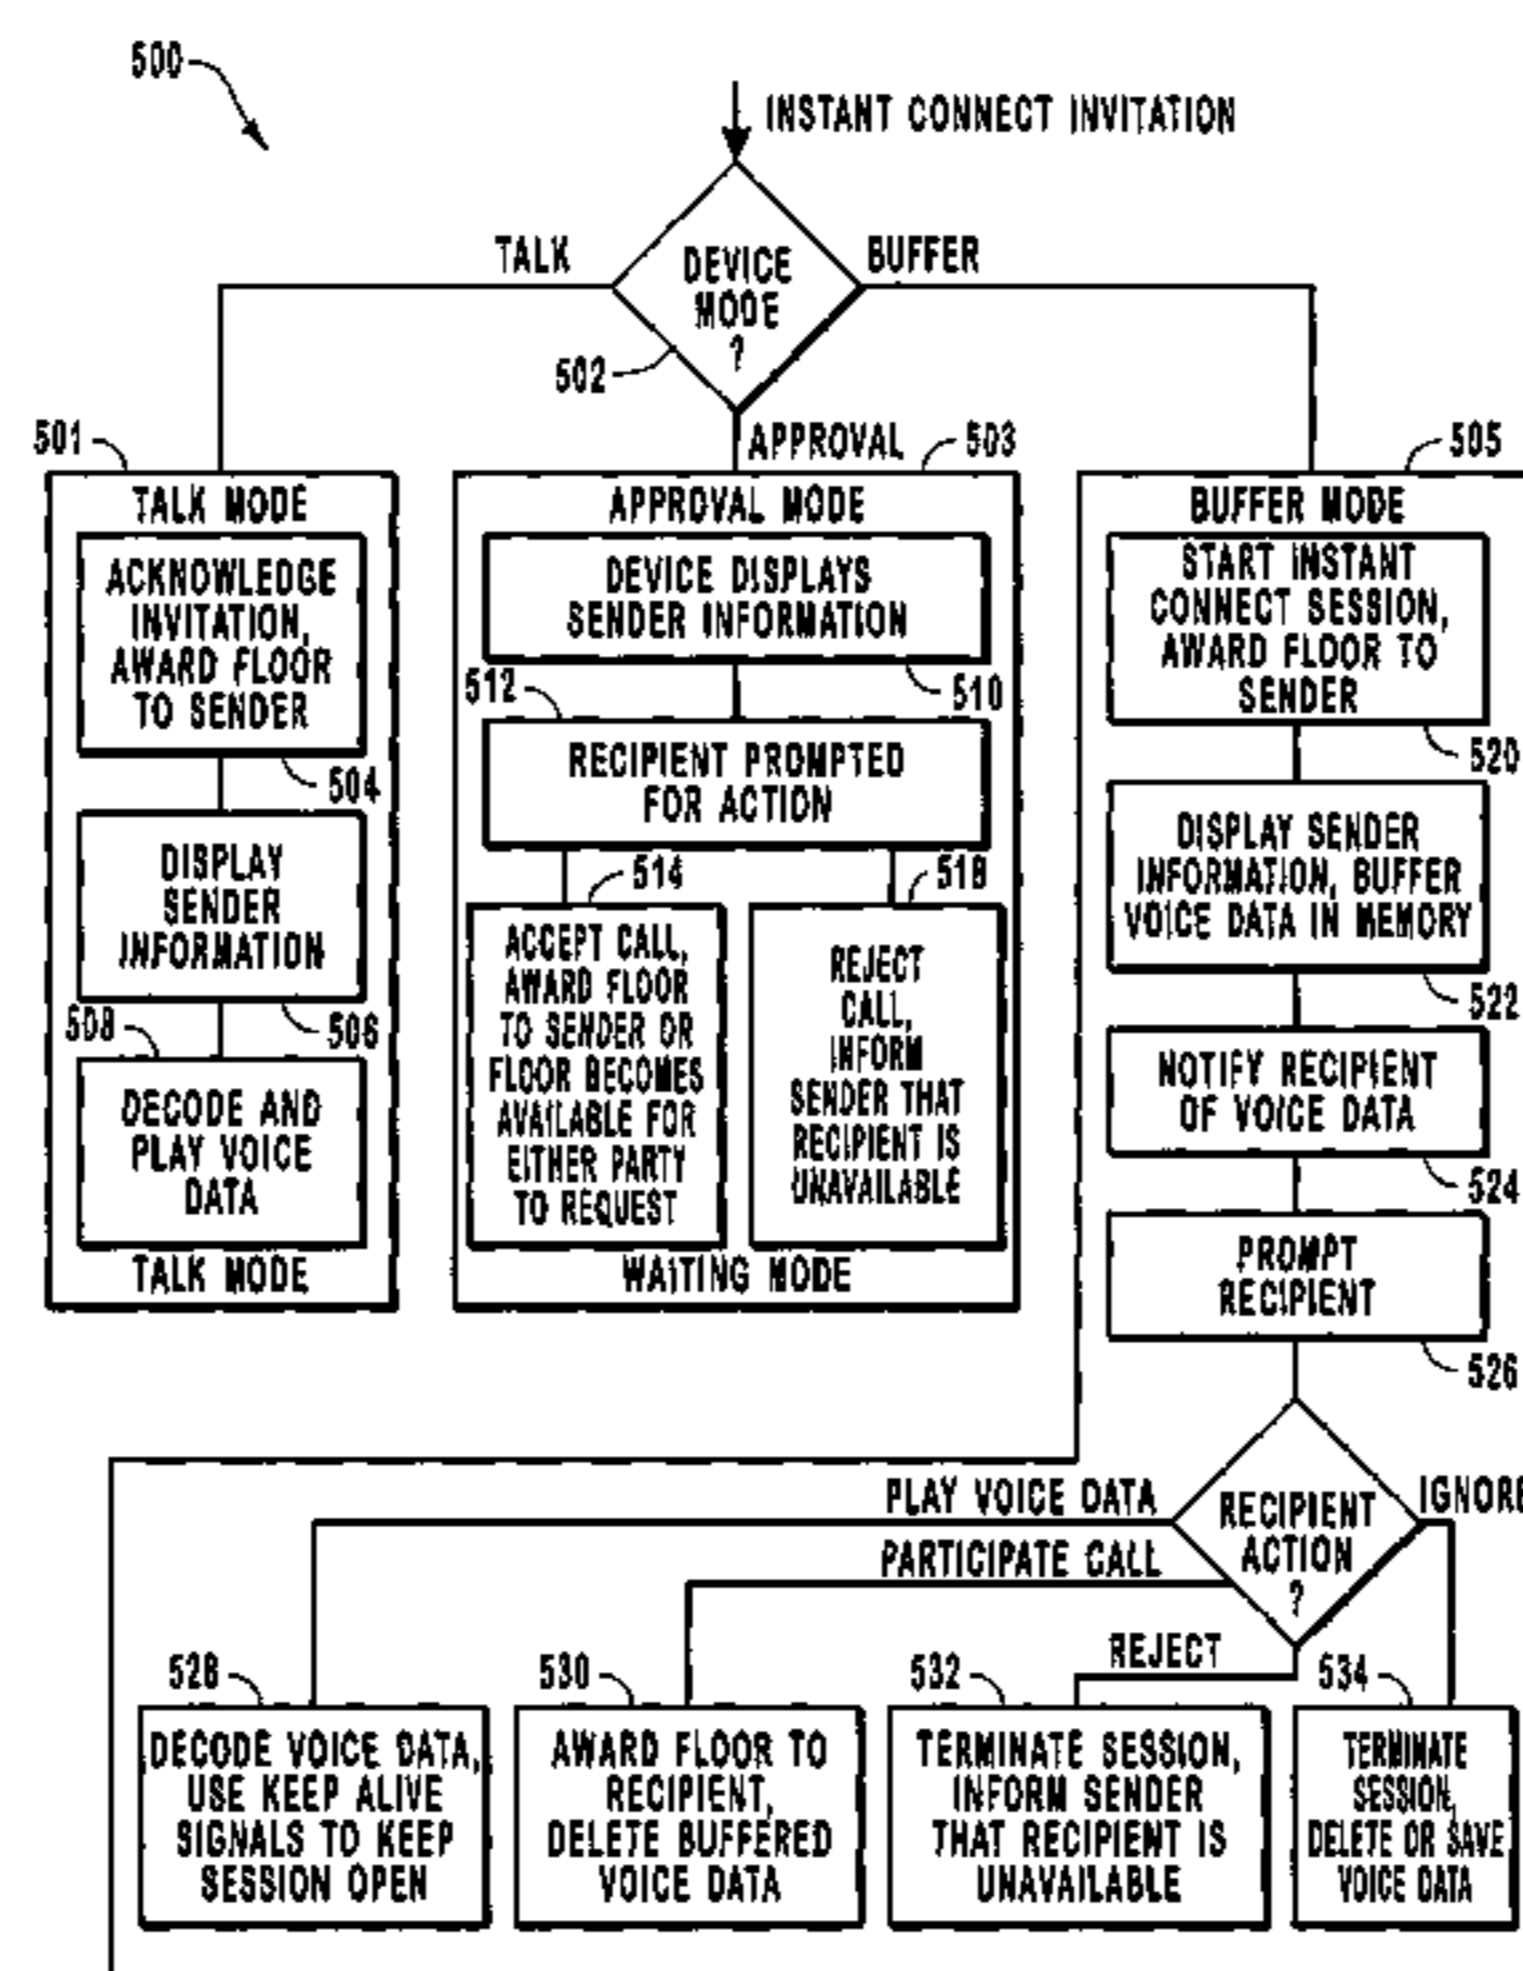 500
INSTANT CONNECT INVITATION
TALK
DEVICE
MODE
?
BUFFER
502
APPROVAL
501
503
505
TALK MODE
ACKNOWLEDGE
INVITATION,
AWARD FLOOR
TO SENDER
504
DISPLAY
SENDER
INFORMATION
508
506
DECODE AND
PLAY VOICE
DATA
TALK MODE
APPROVAL MODE
DEVICE DISPLAYS
SENDER INFORMATION
512
510
RECIPIENT PROMPTED
FOR ACTION
514
518
ACCEPT CALL,
AWARD FLOOR
TO SENDER OR
FLOOR BECOMES
AVAILABLE FOR
EITHER PARTY
TO REQUEST
REJECT
CALL,
INFORM
SENDER THAT
RECIPIENT IS
UNAVAILABLE
WAITING MODE
BUFFER MODE
START INSTANT
CONNECT SESSION,
AWARD FLOOR TO
SENDER
520
DISPLAY SENDER
INFORMATION, BUFFER
VOICE DATA IN MEMORY
522
NOTIFY RECIPIENT
OF VOICE DATA
524
PROMPT
RECIPIENT
526
PLAY VOICE DATA
RECIPIENT
ACTION
?
IGNORE
PARTICIPATE CALL
REJECT
528
530
532
534
DECODE VOICE DATA,
USE KEEP ALIVE
SIGNALS TO KEEP
SESSION OPEN
AWARD FLOOR TO
RECIPIENT,
DELETE BUFFERED
VOICE DATA
TERMINATE SESSION,
INFORM SENDER
THAT RECIPIENT IS
UNAVAILABLE
TERMINATE
SESSION,
DELETE OR SAVE
VOICE DATA